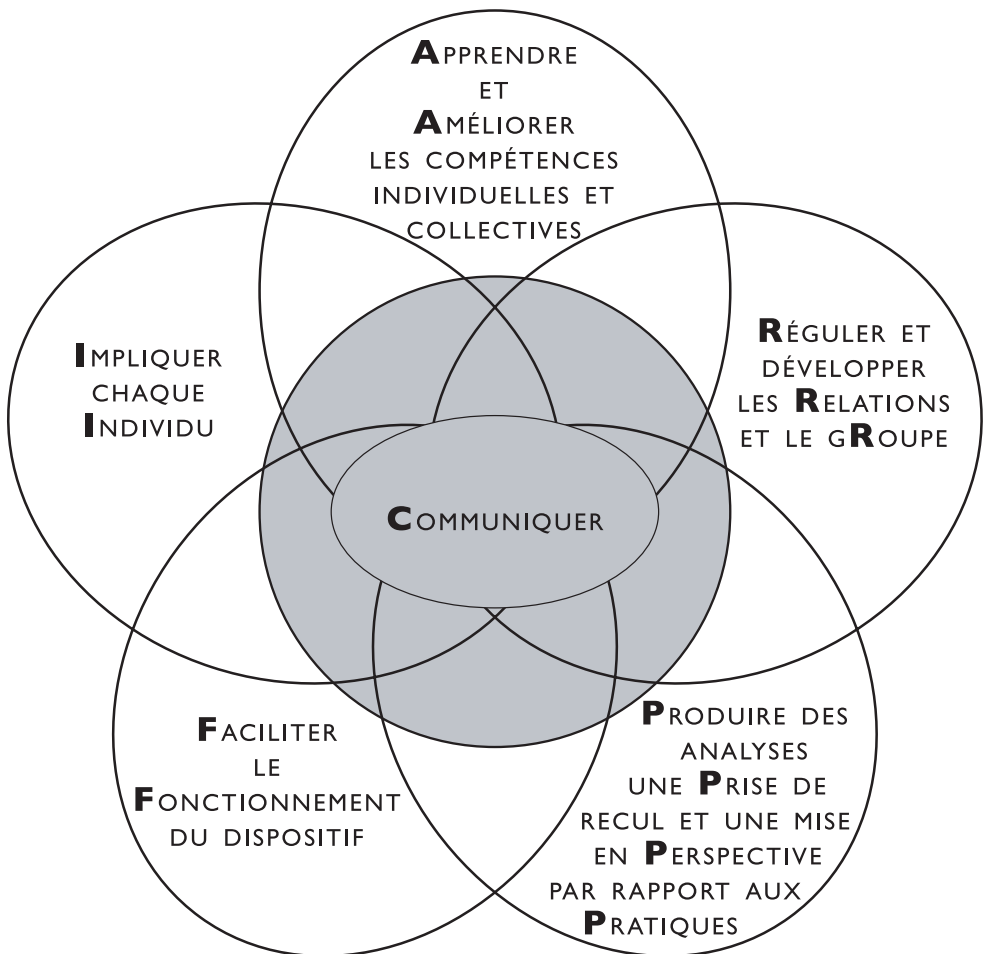 APPRENDRE
ET
AMÉLIORER
LES COMPÉTENCES
INDIVIDUELLES ET
COLLECTIVES
IMPLIQUER
CHAQUE
INDIVIDU
RÉGULER ET
DÉVELOPPER
LES RELATIONS
ET LE GROUPE
COMMUNIQUER
FACILITER
LE
FONCTIONNEMENT
DU DISPOSITIF
PRODUIRE DES
ANALYSES
UNE PRISE DE
RECUL ET UNE MISE
EN PERSPECTIVE
PAR RAPPORT AUX
PRATIQUES